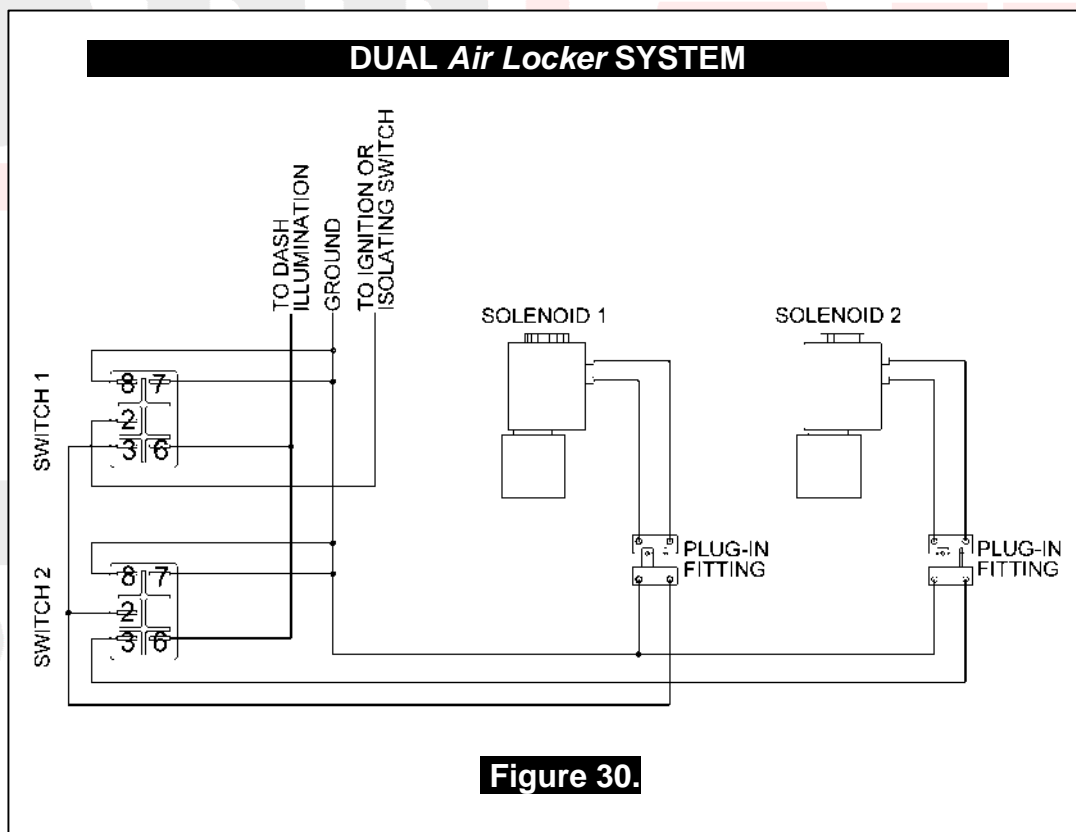 DUAL Air Locker SYSTEM
TO DASH
ILLUMINATION
GROUND
TO IGNITION OR
ISOLATING SWITCH
SOLENOID 1
SOLENOID 2
SWITCH 1
8 7
2
3 6
SWITCH 2
8 7
2
3 6
PLUG-IN
FITTING
PLUG-IN
FITTING
Figure 30.